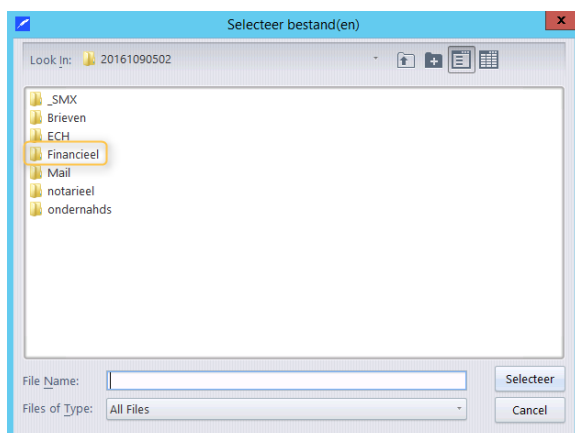 Selecteer bestand(en)
x
Look In: 20161090502
_SMX
Brieven
ECH
Financieel
Mail
notarieel
ondernahds
File Name:
Selecteer
Files of Type: All Files
Cancel